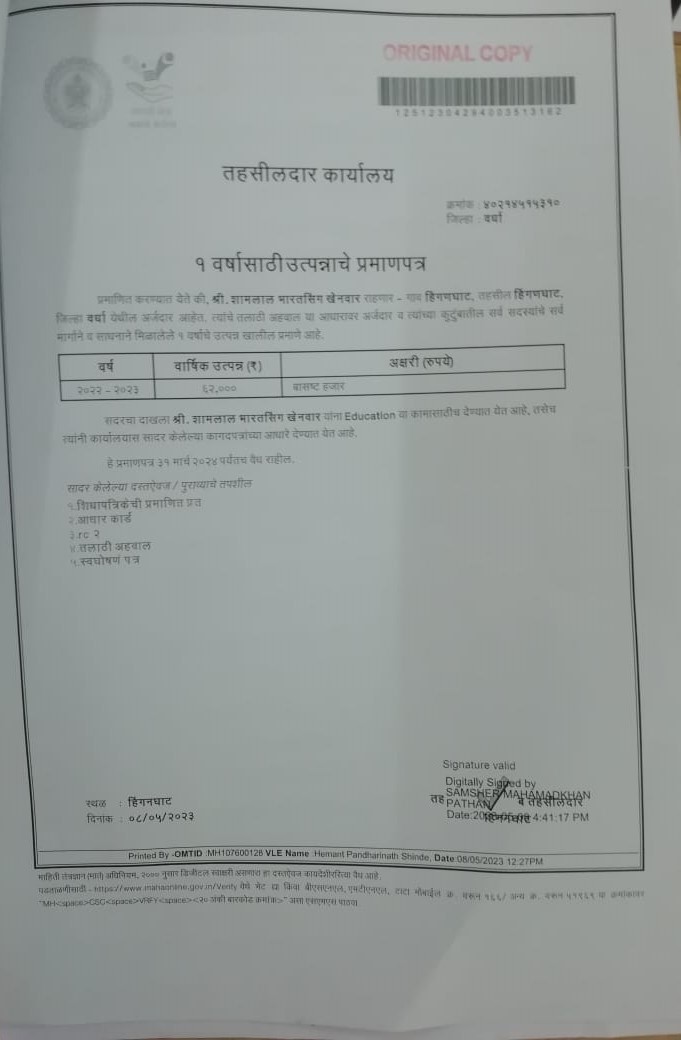 ORIGINAL COPY
12512304294003513162
तहसीलदार कार्यालय
क्रमांक : ४०२१४५१५३१०
जिल्हा : वर्धा
१ वर्षासाठी उत्पन्नाचे प्रमाणपत्र
प्रमाणित करण्यात येते की, श्री. शामलाल भारतसिंग खेनवार राहणार - गाव हिंगणघाट, तहसील हिंगणघाट,
जिल्हा वर्धा येथील अर्जदार आहेत. त्यांचे तलाठी अहवाल या आधारावर अर्जदार व त्यांच्या कुटुंबातील सर्व सदस्यांचे सर्व
मार्गाने व साधनाने मिळालेले १ वर्षाचे उत्पन्न खालील प्रमाणे आहे.
वर्ष वार्षिक उत्पन्न (₹) अक्षरी (रुपये)
२०२२ - २०२३ ६२,००० बासष्ट हजार
सदरचा दाखला श्री. शामलाल भारतसिंग खेनवार यांना Education या कामासाठीच देण्यात येत आहे, तसेच
त्यांनी कार्यालयास सादर केलेल्या कागदपत्रांच्या आधारे देण्यात येत आहे.
हे प्रमाणपत्र ३१ मार्च २०२४ पर्यंतच वैध राहील.
सादर केलेल्या दस्तऐवज / पुराव्याचे तपशील
१.शिधापत्रिकेची प्रमाणित प्रत
२.आधार कार्ड
३.rc २
४.तलाठी अहवाल
५.स्वघोषणं पत्र
Signature valid
Digitally Signed by
SAMSHER MAHAMADKHAN
PATHAN
तहसीलदार
हिंगनघाट
Date: 4:41:17 PM
स्थळ : हिंगनघाट
दिनांक : ०८/०५/२०२३
Printed By -OMTID :MH107600126 VLE Name :Hemant Pandharinath Shinde, Date:08/05/2023 12:27PM
माहिती तंत्रज्ञान (मार्ग) अधिनियम, २००० नुसार डिजीटल स्वाक्षरी असणारा हा दस्तऐवज कायदेशीररित्या वैध आहे.
पडताळणीसाठी - https://www.mahaonline.gov.in/Verify येथे भेट द्या किंवा बीएसएनएल, एमटीएनएल, टाटा मोबाईल क्र. वरून १६६/ अन्य क्र. वरून ५१९६९ या क्रमांकावर
"MH<space>CSC<space>VRFY<space><२० अंकी बारकोड क्रमांक>" असा एसएमएस पाठवा